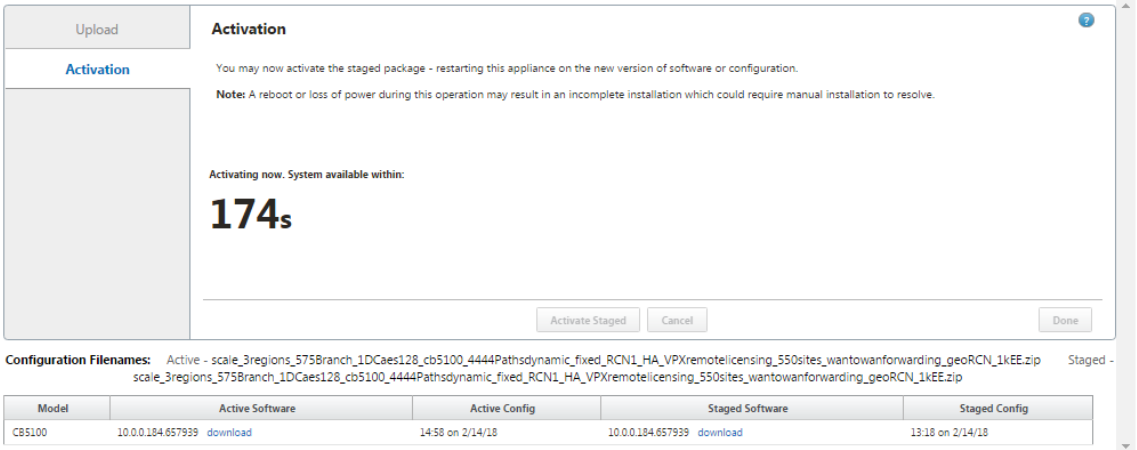 Upload
Activation
Activation
?
You may now activate the staged package - restarting this appliance on the new version of software or configuration.
Note: A reboot or loss of power during this operation may result in an incomplete installation which could require manual installation to resolve.
Activating now. System available within:
174s
Activate Staged Cancel Done
Configuration Filenames: Active - scale_3regions_575Branch_1DCaes128_cb5100_4444Pathsdynamic_fixed_RCN1_HA_VPXremotelicensing_550sites_wantowanforwarding_geoRCN_1kEE.zip Staged -
scale_3regions_575Branch_1DCaes128_cb5100_4444Pathsdynamic_fixed_RCN1_HA_VPXremotelicensing_550sites_wantowanforwarding_geoRCN_1kEE.zip
Model Active Software Active Config Staged Software Staged Config
CB5100 10.0.0.184.657939 download 14:58 on 2/14/18 10.0.0.184.657939 download 13:18 on 2/14/18